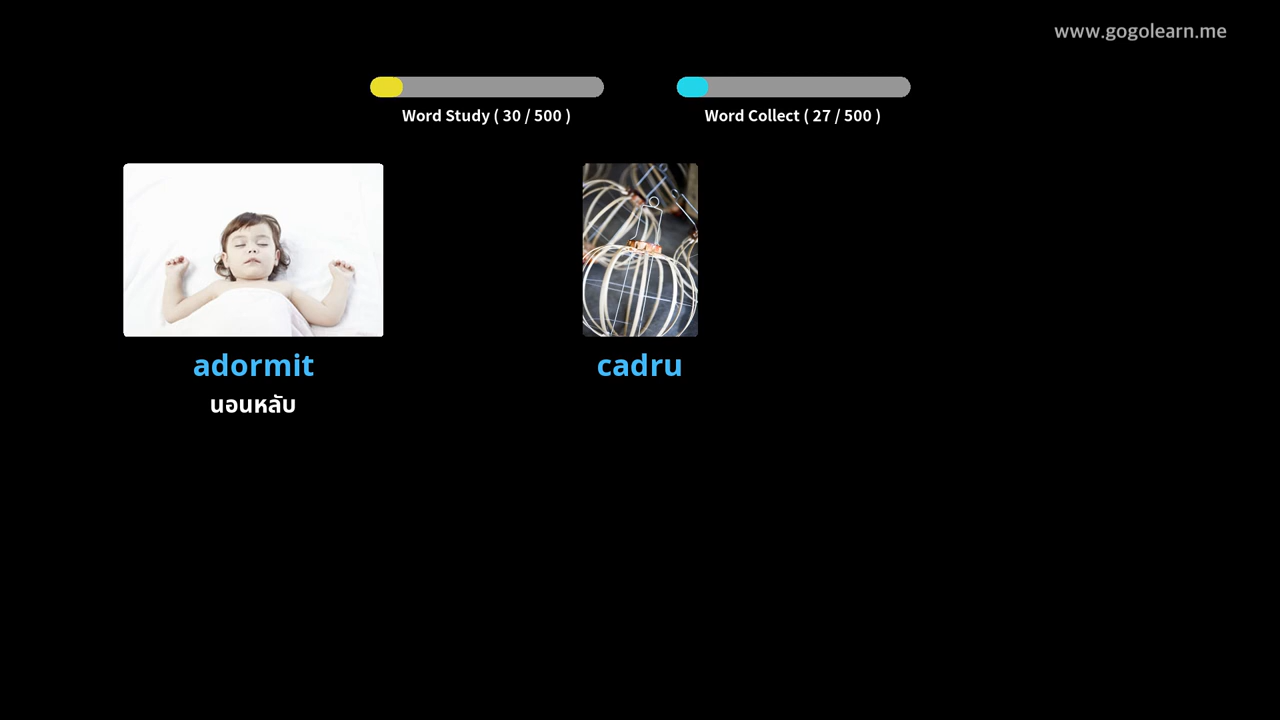 www.gogolearn.me
Word Study ( 30 / 500 )
Word Collect ( 27 / 500 )
adormit
นอนหลับ
cadru